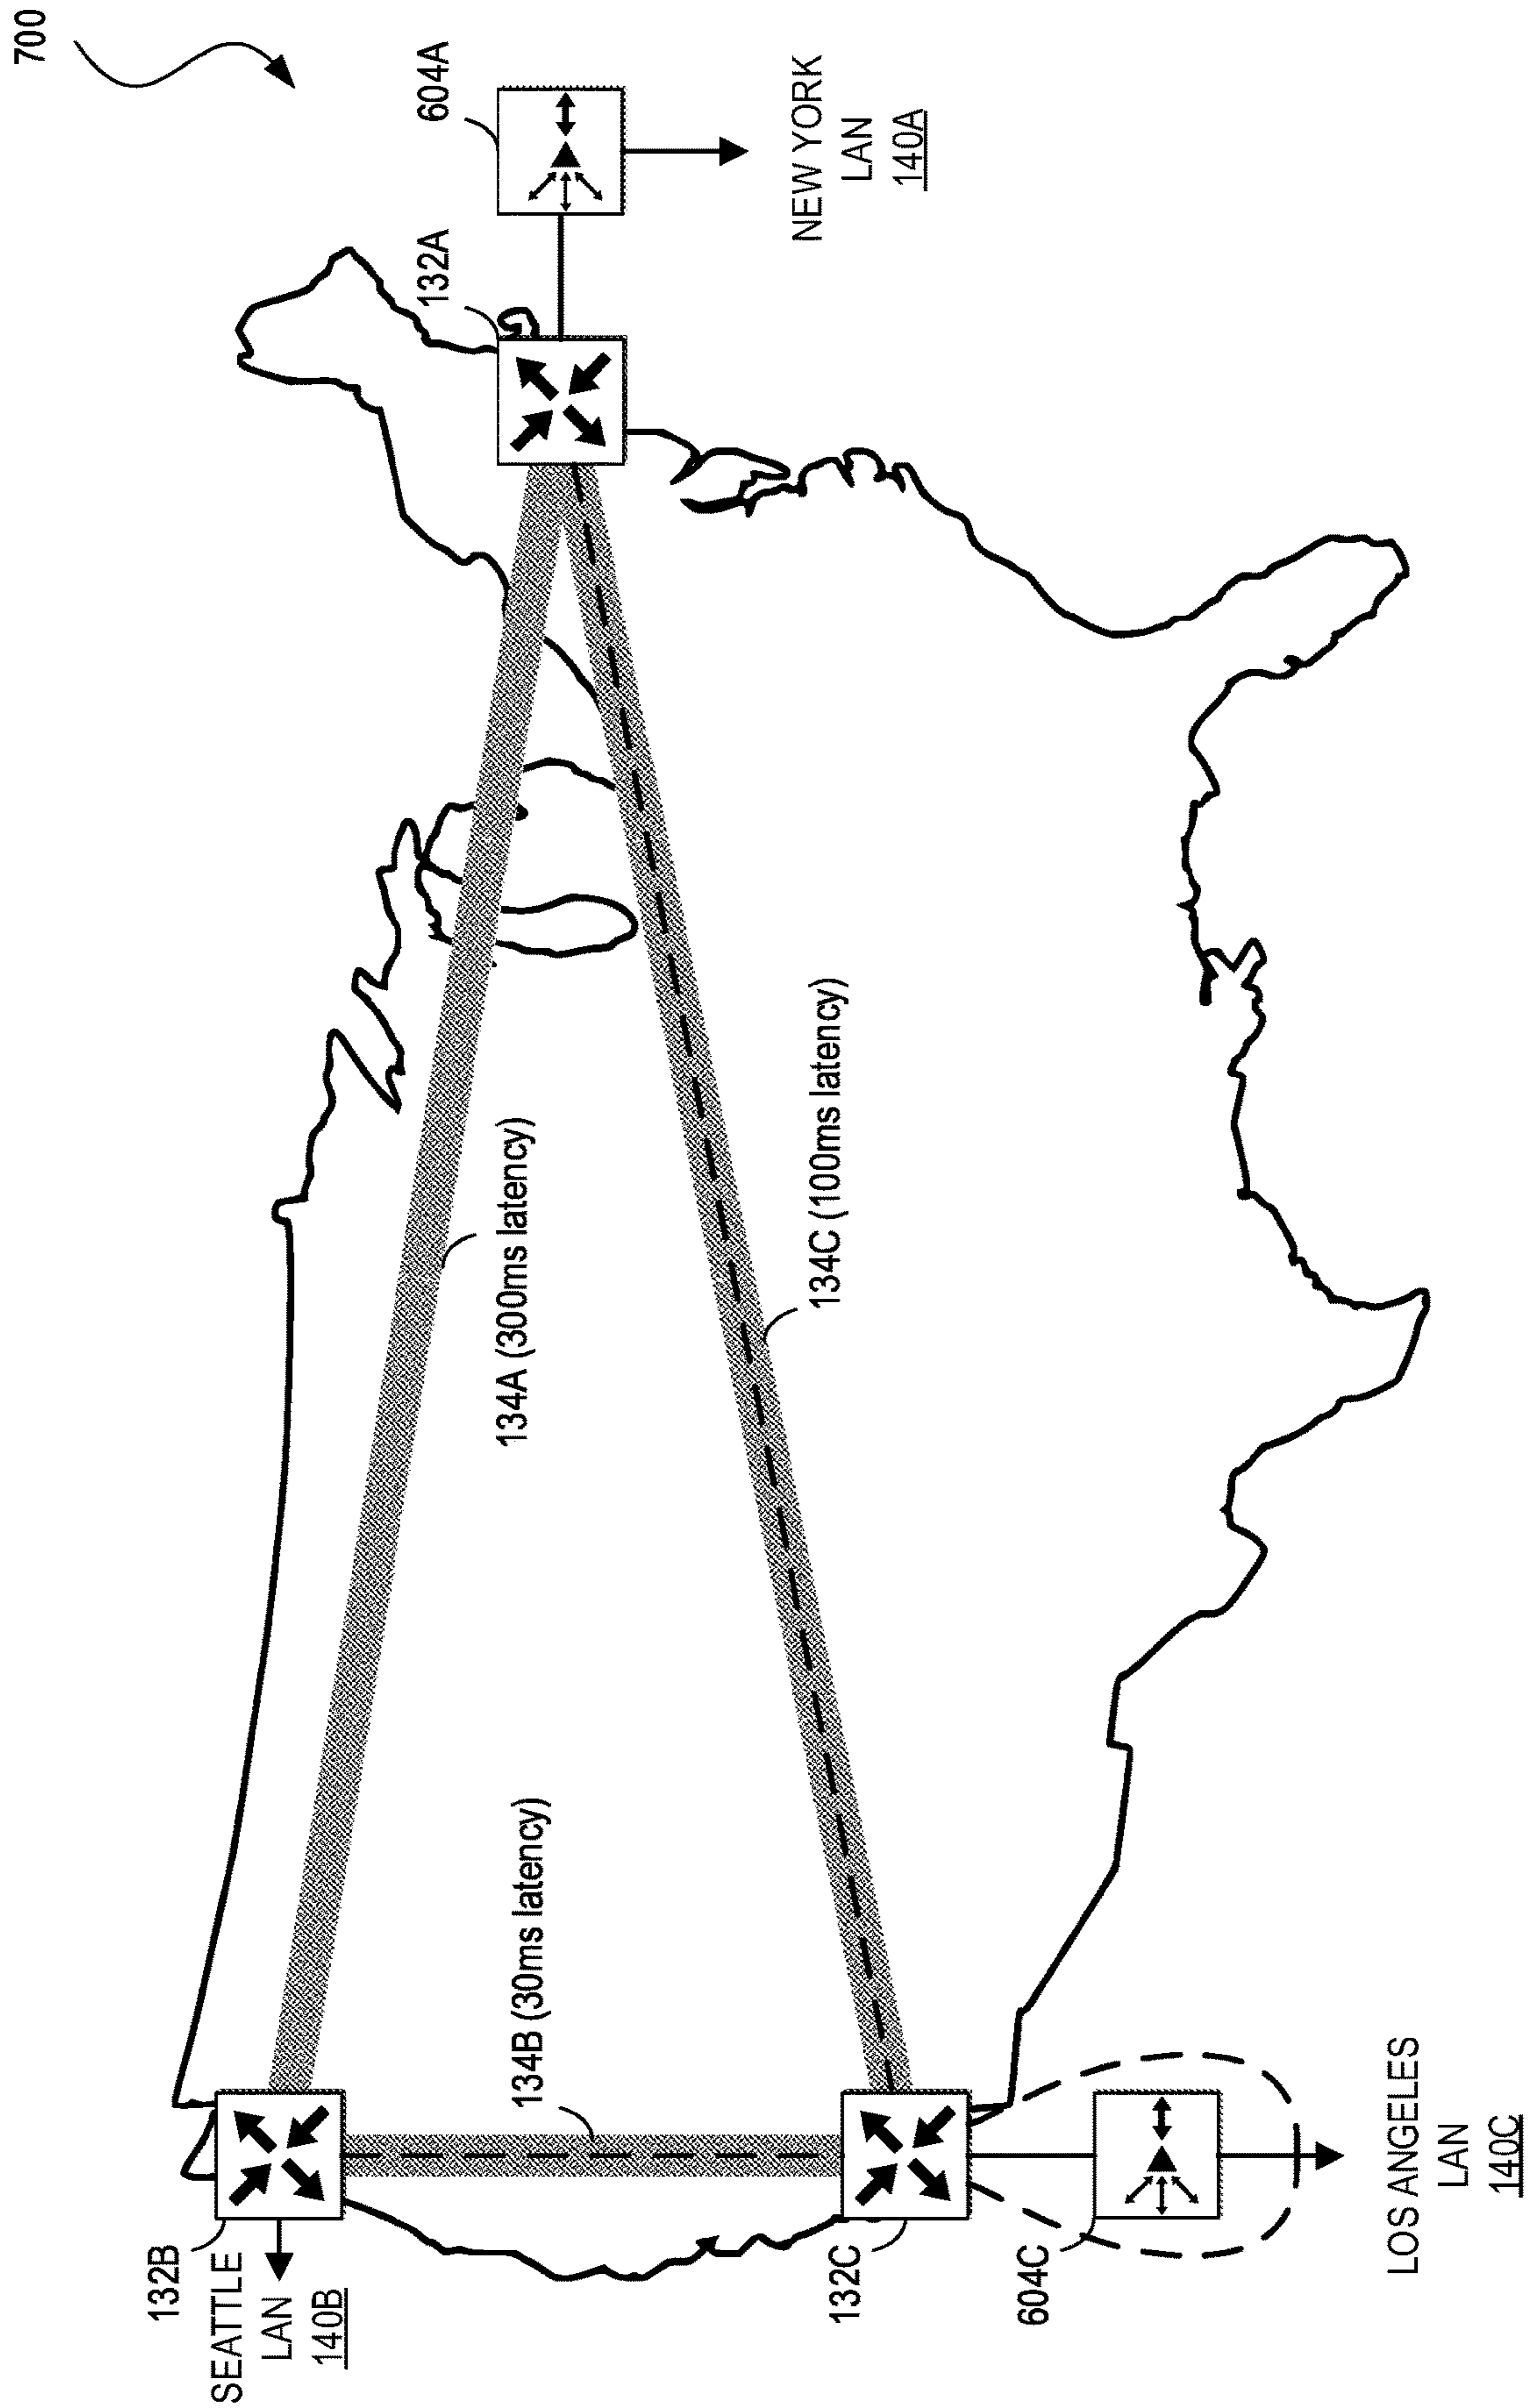 700
604A
132A
NEW YORK
LAN
140A
134A (300ms latency)
134C (100ms latency)
134B (30ms latency)
132B
SEATTLE
LAN
140B
132C
604C
LOS ANGELES
LAN
140C